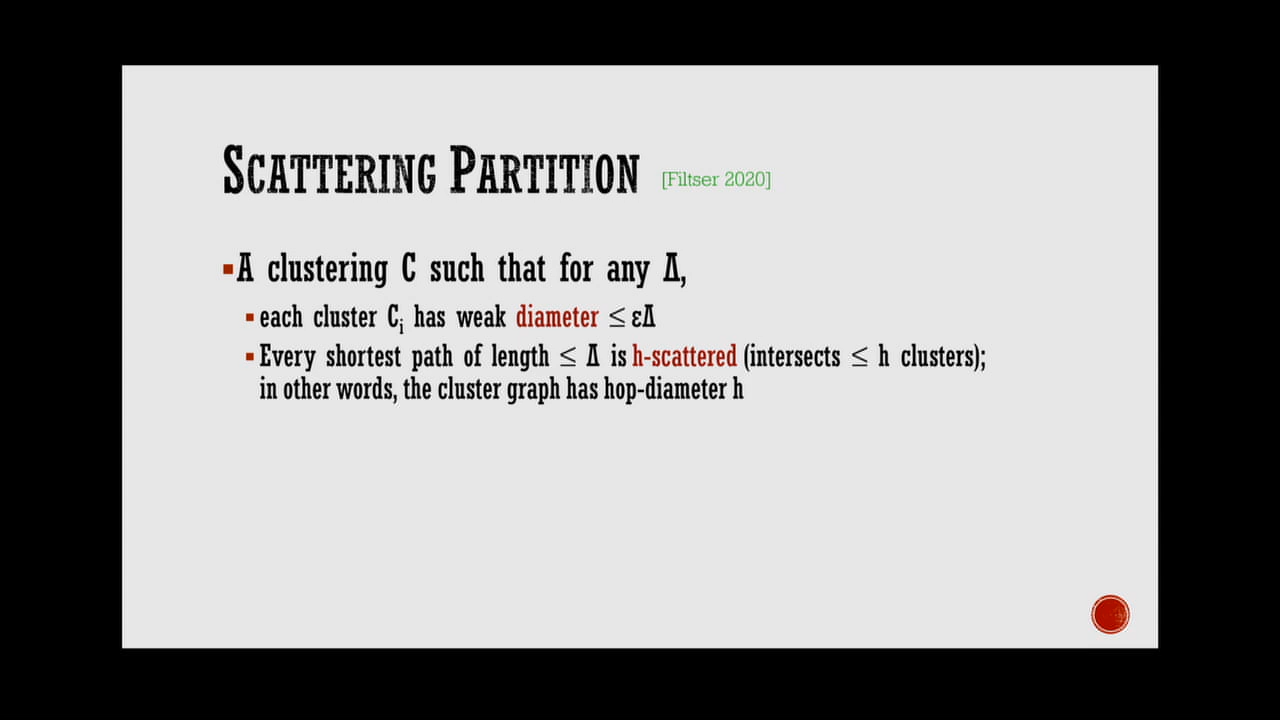 SCATTERING PARTITION [Filtser 2020]
▪A clustering C such that for any Δ,
▪each cluster Cᵢ has weak diameter ≤ εΔ
▪Every shortest path of length ≤ Δ is h-scattered (intersects ≤ h clusters);
in other words, the cluster graph has hop-diameter h